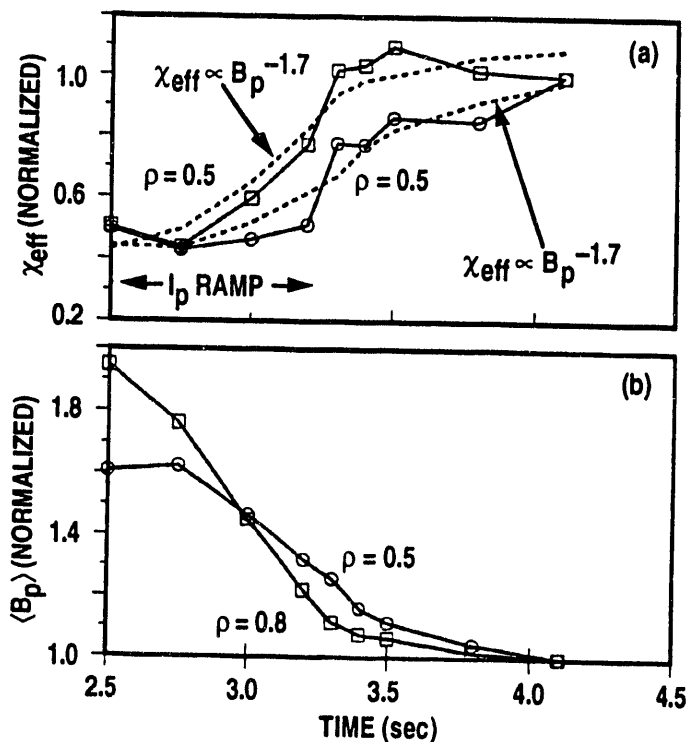 (a)
χeff (NORMALIZED)
1.0
0.6
0.2
χeff ∝ Bp^−1.7
ρ = 0.5
ρ = 0.5
χeff ∝ Bp^−1.7
Ip RAMP
(b)
⟨Bp⟩ (NORMALIZED)
1.8
1.4
1.0
ρ = 0.5
ρ = 0.8
2.5 3.0 3.5 4.0 4.5
TIME (sec)